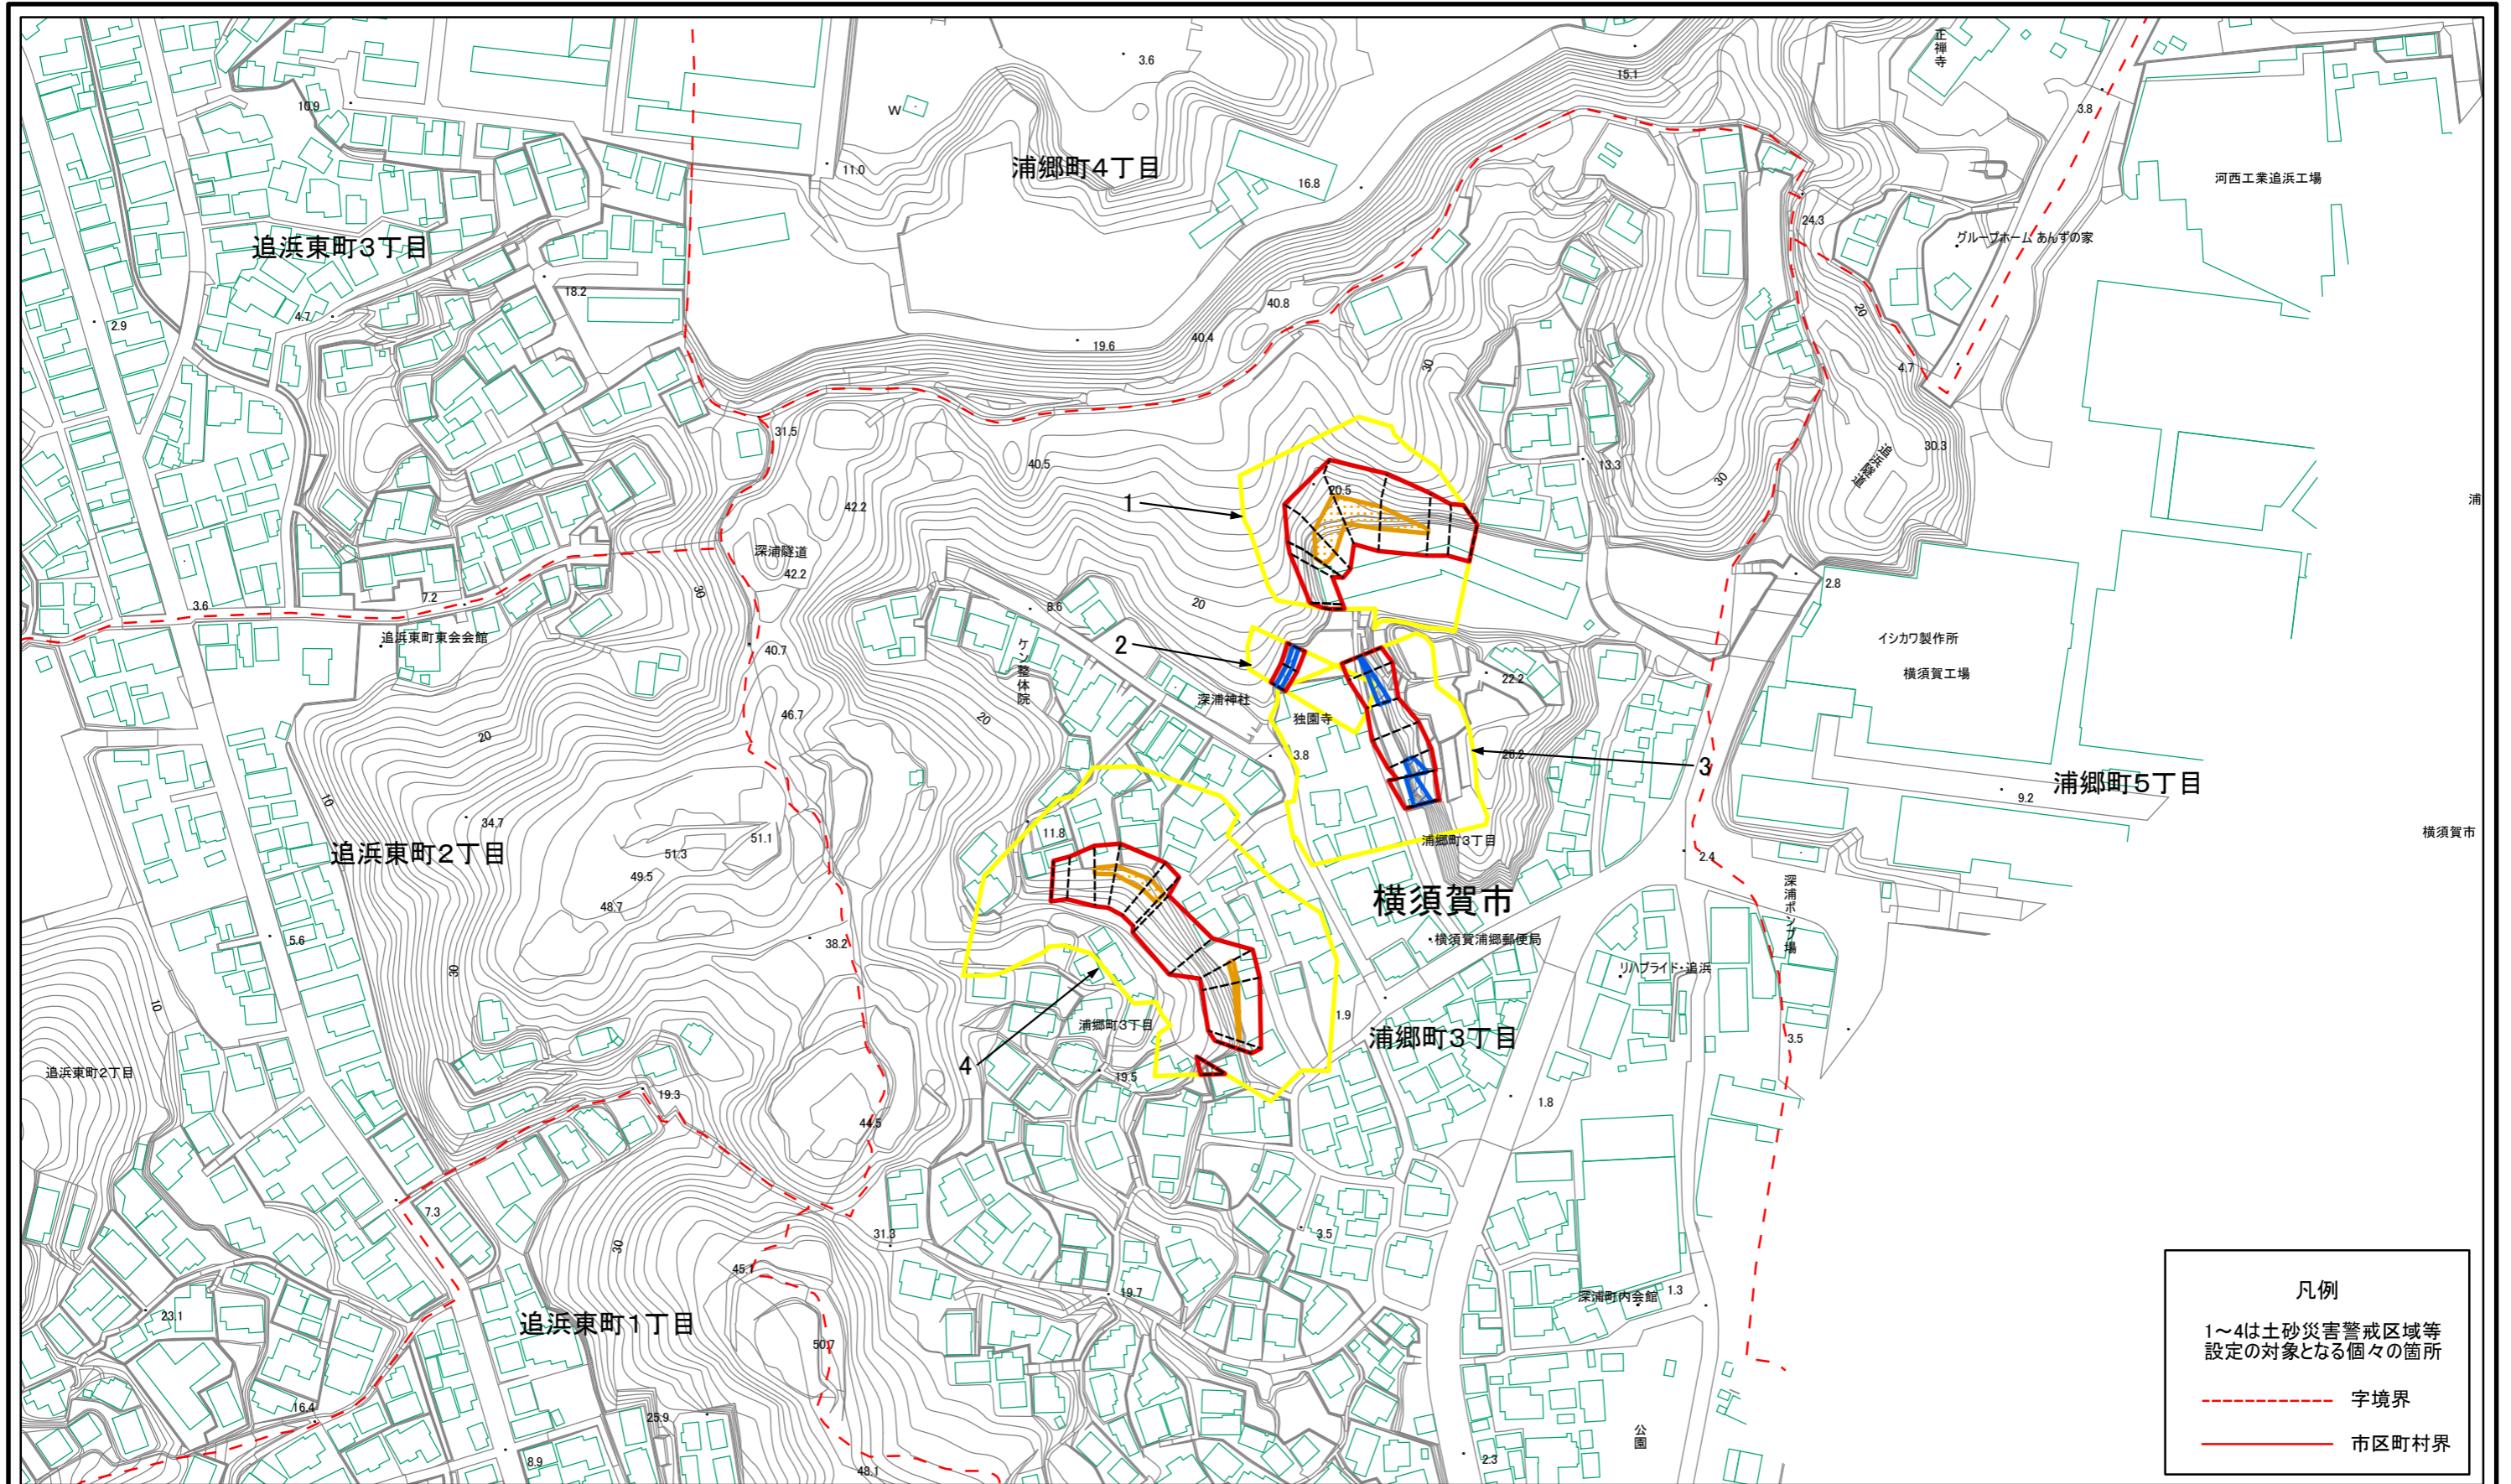 正禅寺
3.6
15.1
10.9
W
3.8
11.0
浦郷町4丁目
16.8
河西工業追浜工場
24.3
グループホーム あんずの家
追浜東町3丁目
18.2
4.7
2.9
40.8
20
40.4
19.6
30
4.7
31.5
40.5
13.3
30.3
追浜隧道
30
20.5
1
42.2
浦
深浦隧道
42.2
2.8
30
7.2
3.6
20
8.6
追浜東町東会会館
イシカワ製作所
横須賀工場
2
ケン整体院
40.7
22.2
深浦神社
46.7
独園寺
20
20
3.8
26.2
3
浦郷町5丁目
9.2
10
34.7
11.8
51.1
51.3
追浜東町2丁目
浦郷町3丁目
横須賀市
2.4
49.5
48.7
深浦ポンプ場
横須賀市
5.6
38.2
横須賀浦郷郵便局
30
リハブライド・追浜
10
浦郷町3丁目
1.9
浦郷町3丁目
3.5
4
追浜東町2丁目
19.5
19.3
1.8
44.5
7.3
31.3
3.5
30
45.1
19.7
深浦町内会館
1.3
23.1
追浜東町1丁目
50.7
16.4
25.9
公園
8.9
48.1
2.3
凡例
1～4は土砂災害警戒区域等
設定の対象となる個々の箇所
字境界
市区町村界